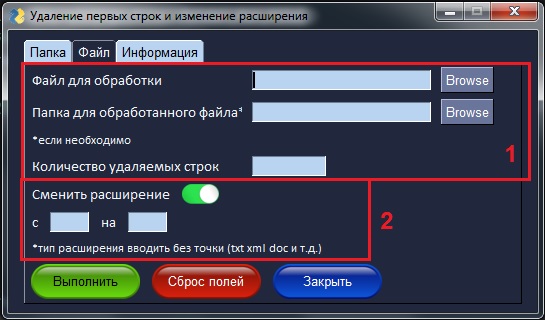 Удаление первых строк и изменение расширения
Папка Файл Информация
Файл для обработки Browse
Папка для обработанного файла* Browse
*если необходимо
1
Количество удаляемых строк
Сменить расширение
с на
2
*тип расширения вводить без точки (txt xml doc и т.д.)
Выполнить Сброс полей Закрыть